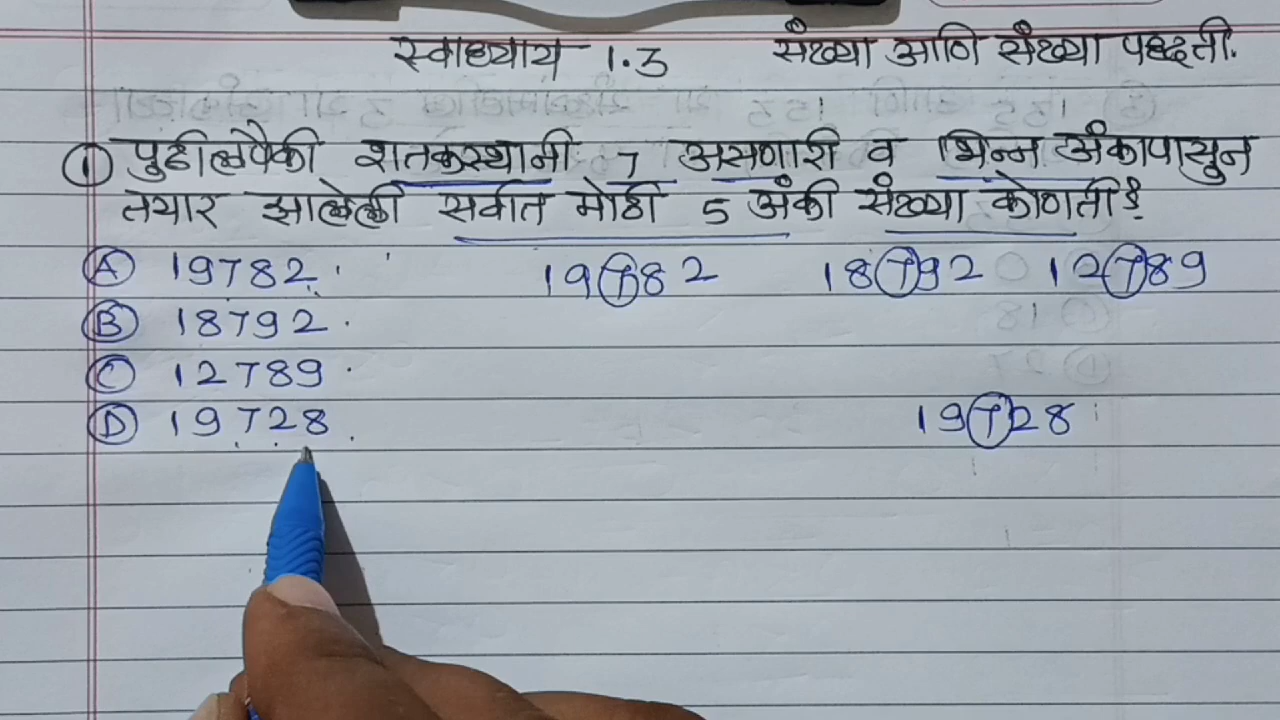 स्वाध्याय 1.3 संख्या आणि संख्या पद्धती.
① पुढीलपैकी शतकस्थानी 7 असणारी व भिन्न अंकापासुन
तयार झालेली सर्वात मोठी 5 अंकी संख्या कोणती?
Ⓐ 19782 19782 18792 12789
Ⓑ 18792
Ⓒ 12789
Ⓓ 19728 19728